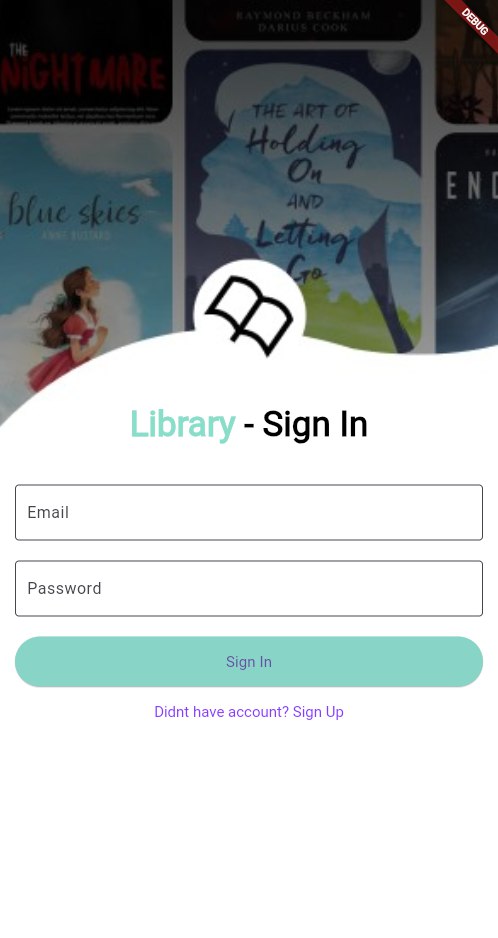 RAYMOND BECKHAM
DARIUS COOK
DEBUG
THE
NIGHTMARE
THE ART OF
Holding
On
AND
Letting
Go
blue skies
ANNE BUSTARD
END
Library - Sign In
Email
Password
Sign In
Didnt have account? Sign Up